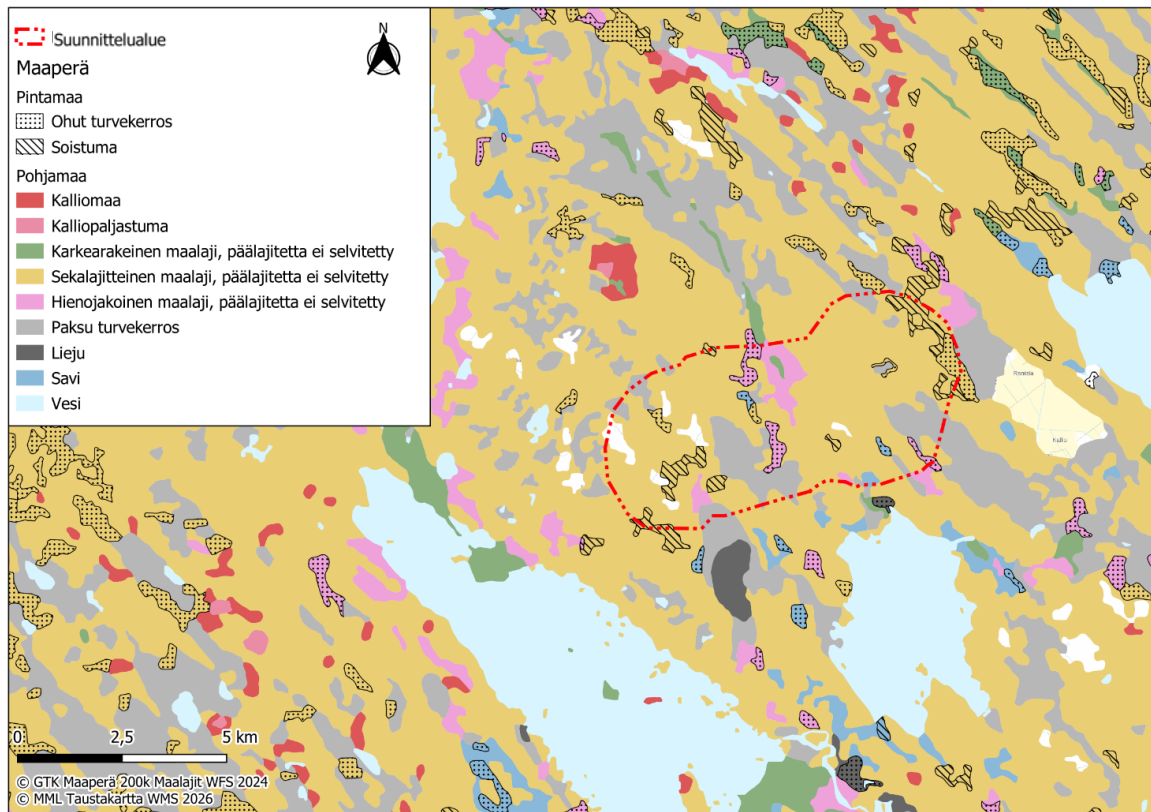 Suunnittelualue
Maaperä
Pintamaa
Ohut turvekerros
Soistuma
Pohjamaa
Kalliomaa
Kalliopaljastuma
Karkearakeinen maalaji, päälajitetta ei selvitetty
Sekalajitteinen maalaji, päälajitetta ei selvitetty
Hienojakoinen maalaji, päälajitetta ei selvitetty
Paksu turvekerros
Lieju
Savi
Vesi
N
0 2,5 5 km
© GTK Maaperä 200k Maalajit WFS 2024
© MML Taustakartta WMS 2026